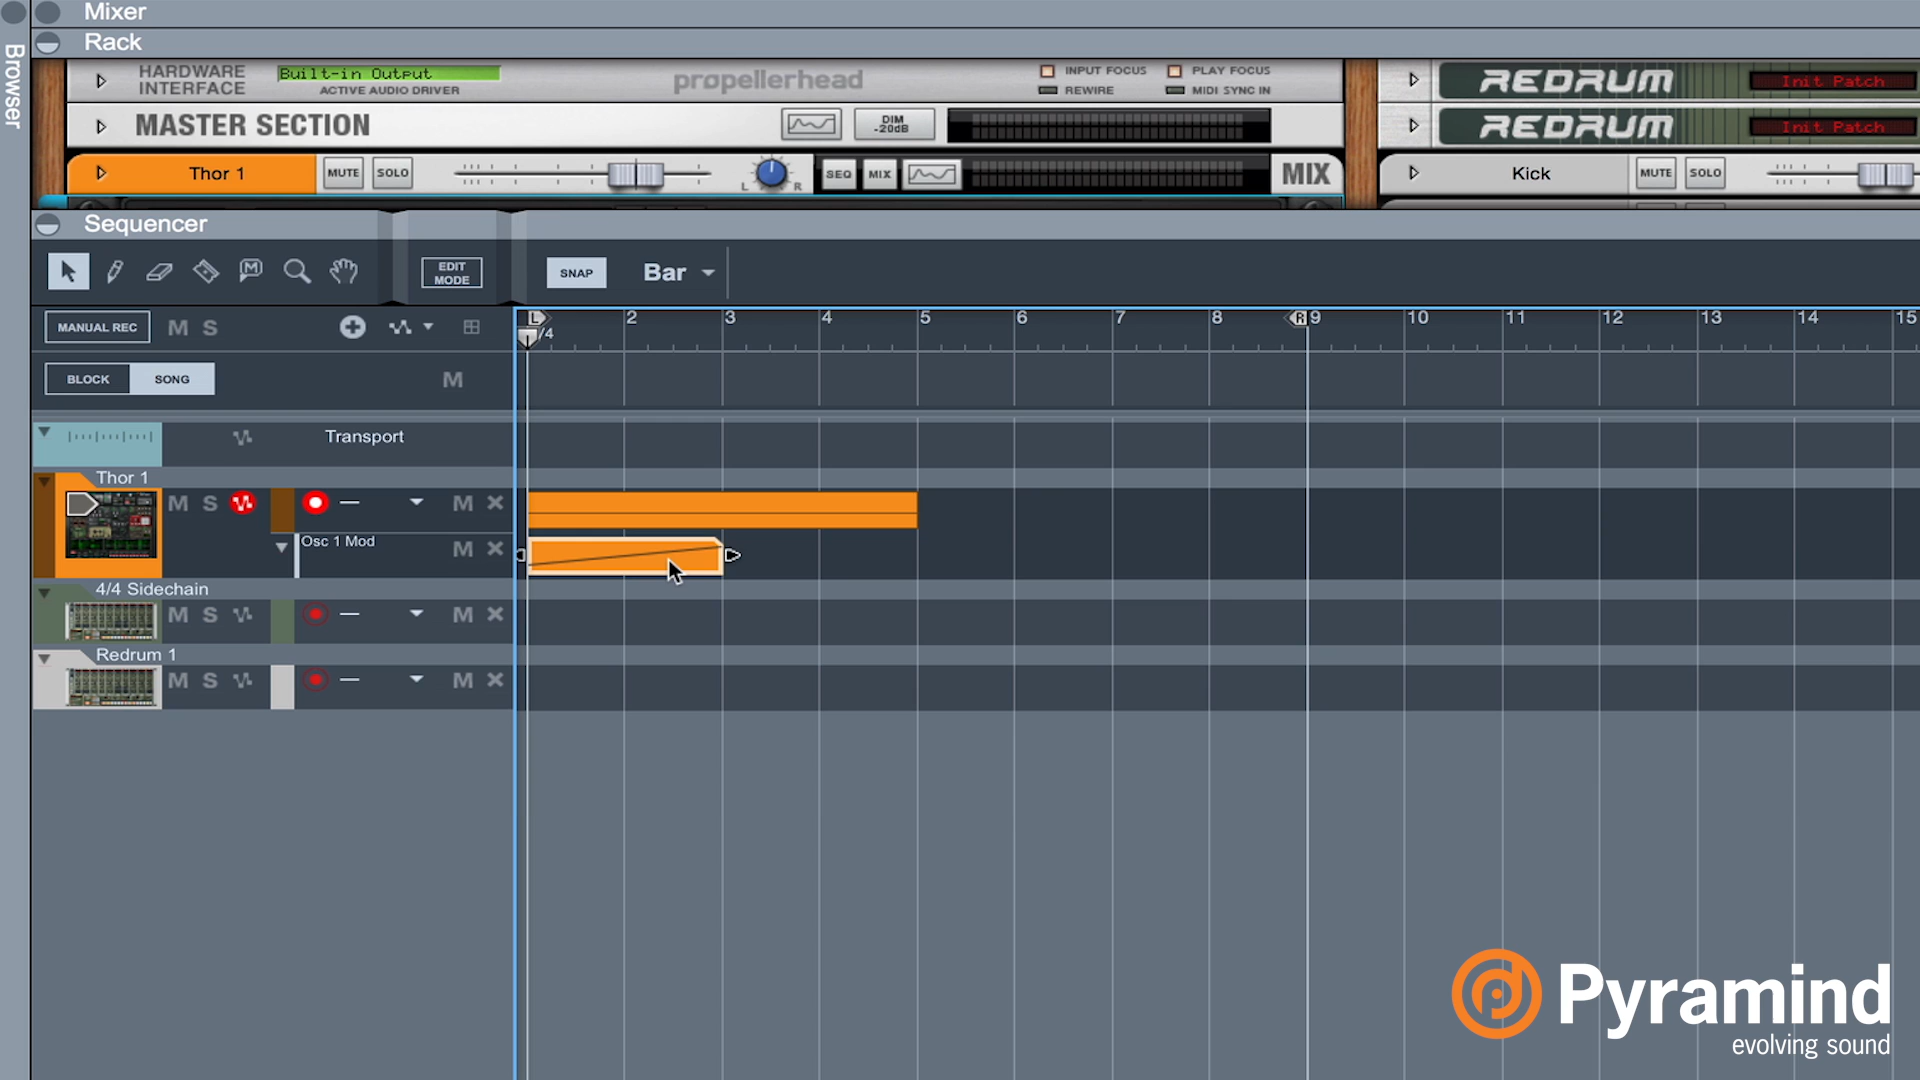 Mixer
Rack
Browser
HARDWARE
INTERFACE
Built-in Output
ACTIVE AUDIO DRIVER
propellerhead
INPUT FOCUS
PLAY FOCUS
REWIRE
MIDI SYNC IN
REDRUM
Init Patch
MASTER SECTION
DIM
-20dB
REDRUM
Init Patch
Thor 1
MUTE
SOLO
L
R
SEQ
MIX
MIX
Kick
MUTE
SOLO
Sequencer
M
EDIT
MODE
SNAP
Bar
MANUAL REC
M S
L
/4
2 3 4 5 6 7 8 R 9 10 11 12 13 14 15
BLOCK
SONG
M
Transport
Thor 1
M S
M
Osc 1 Mod
M
4/4 Sidechain
M S
M
Redrum 1
M S
M
Pyramind
evolving sound